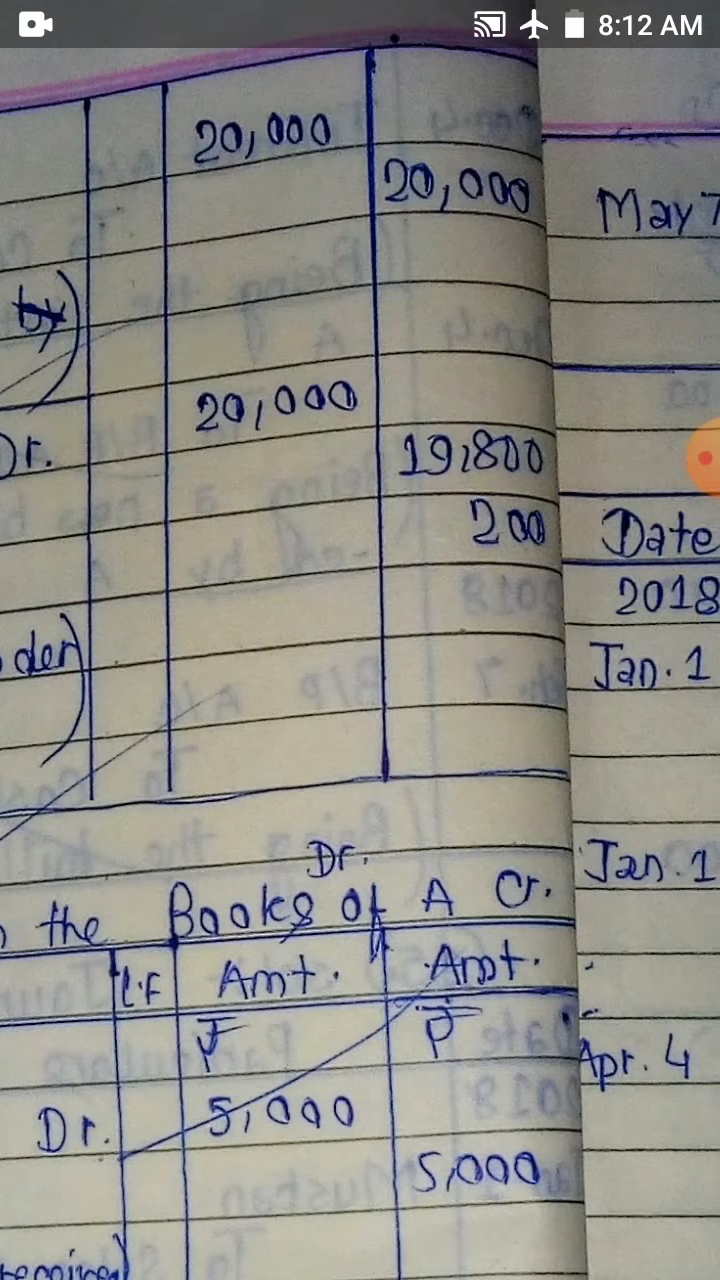 8:12 AM
20,000
20,000
May 7
by)
20,000
Dr.
19,800
200
Date
2018
der)
Jan. 1
Dr.
Jan. 1
the Books of A Cr.
L.F Amt. Amt.
₹ ₹
Apr. 4
Dr. 5,000
5,000